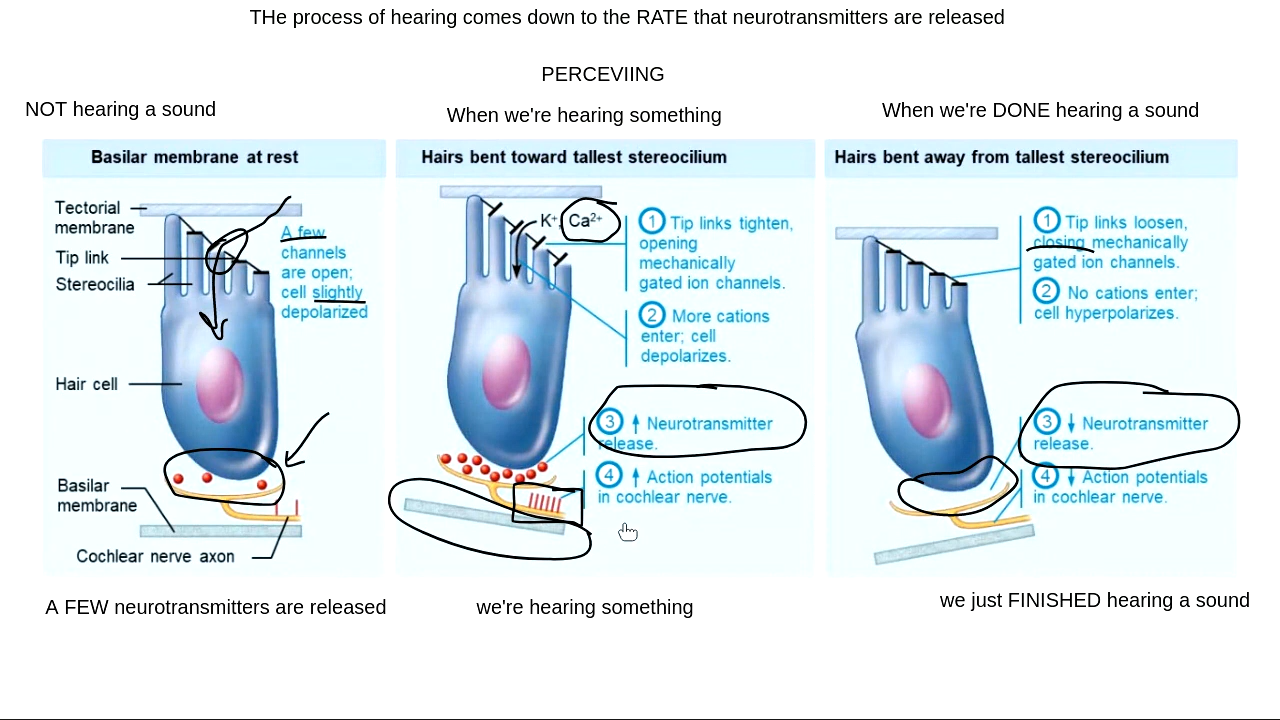 THe process of hearing comes down to the RATE that neurotransmitters are released
PERCEVIING
NOT hearing a sound
When we're hearing something
When we're DONE hearing a sound
Basilar membrane at rest
Tectorial
membrane
Tip link
Stereocilia
A few
channels
are open;
cell slightly
depolarized
Hair cell
Basilar
membrane
Cochlear nerve axon
Hairs bent toward tallest stereocilium
K+, Ca2+
1 Tip links tighten,
opening
mechanically
gated ion channels.
2 More cations
enter; cell
depolarizes.
3 ↑ Neurotransmitter
release.
4 ↑ Action potentials
in cochlear nerve.
Hairs bent away from tallest stereocilium
1 Tip links loosen,
closing mechanically
gated ion channels.
2 No cations enter;
cell hyperpolarizes.
3 ↓ Neurotransmitter
release.
4 ↓ Action potentials
in cochlear nerve.
A FEW neurotransmitters are released
we're hearing something
we just FINISHED hearing a sound